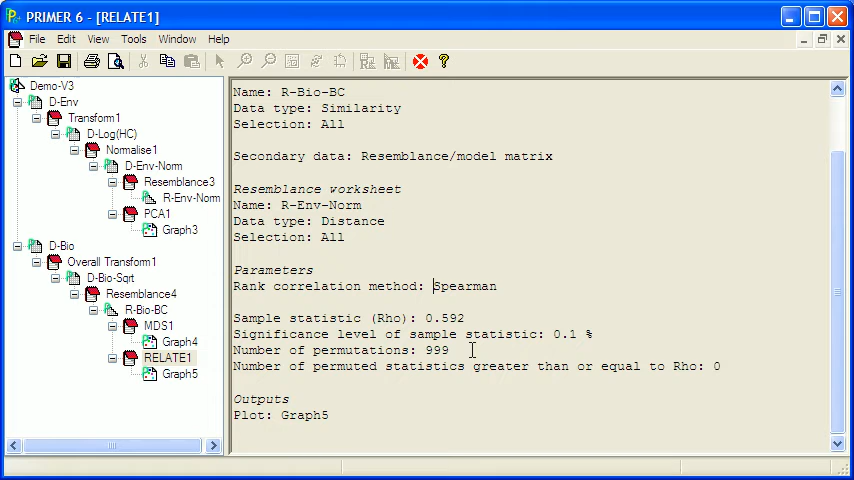 PRIMER 6 - [RELATE1]
File Edit View Tools Window Help
Demo-V3
D-Env
Transform1
D-Log(HC)
Normalise1
D-Env-Norm
Resemblance3
R-Env-Norm
PCA1
Graph3
D-Bio
Overall Transform1
D-Bio-Sqrt
Resemblance4
R-Bio-BC
MDS1
Graph4
RELATE1
Graph5
Name: R-Bio-BC
Data type: Similarity
Selection: All
Secondary data: Resemblance/model matrix
Resemblance worksheet
Name: R-Env-Norm
Data type: Distance
Selection: All
Parameters
Rank correlation method: Spearman
Sample statistic (Rho): 0.592
Significance level of sample statistic: 0.1 %
Number of permutations: 999
Number of permuted statistics greater than or equal to Rho: 0
Outputs
Plot: Graph5